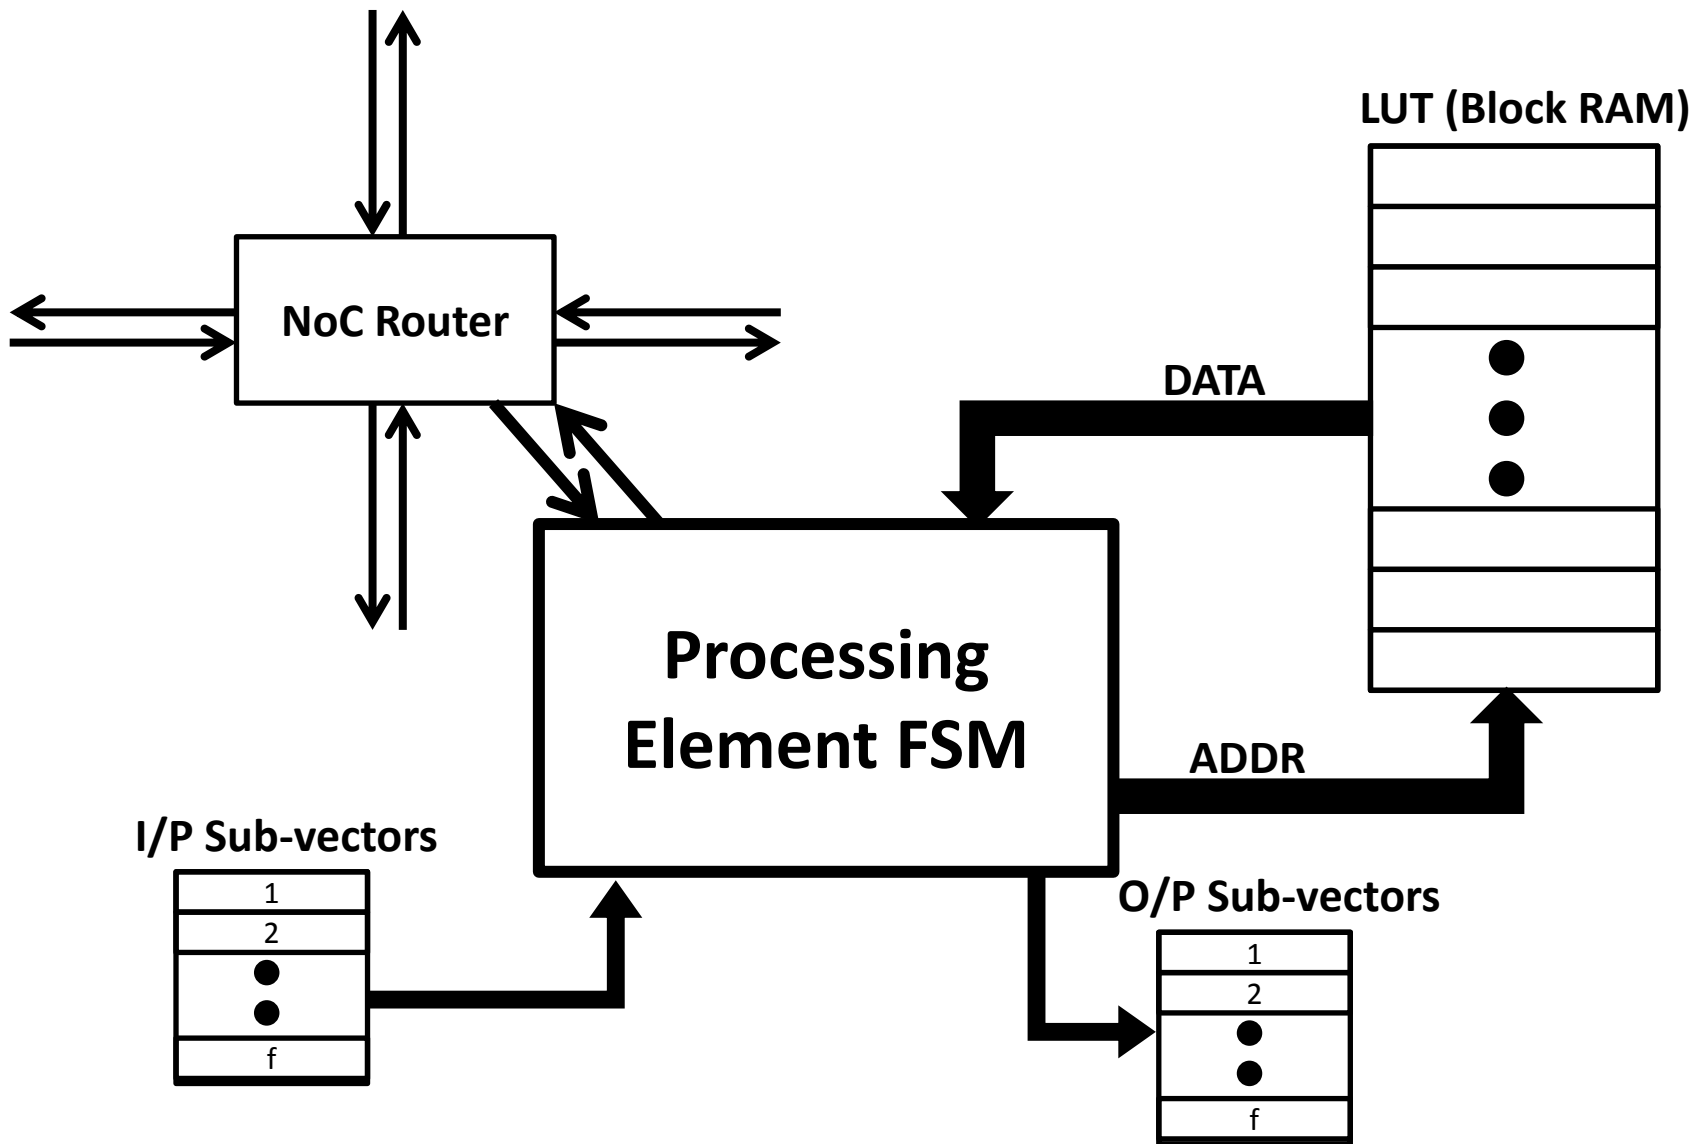 LUT (Block RAM)
NoC Router
DATA
Processing
Element FSM
ADDR
I/P Sub-vectors
1
2
f
O/P Sub-vectors
1
2
f